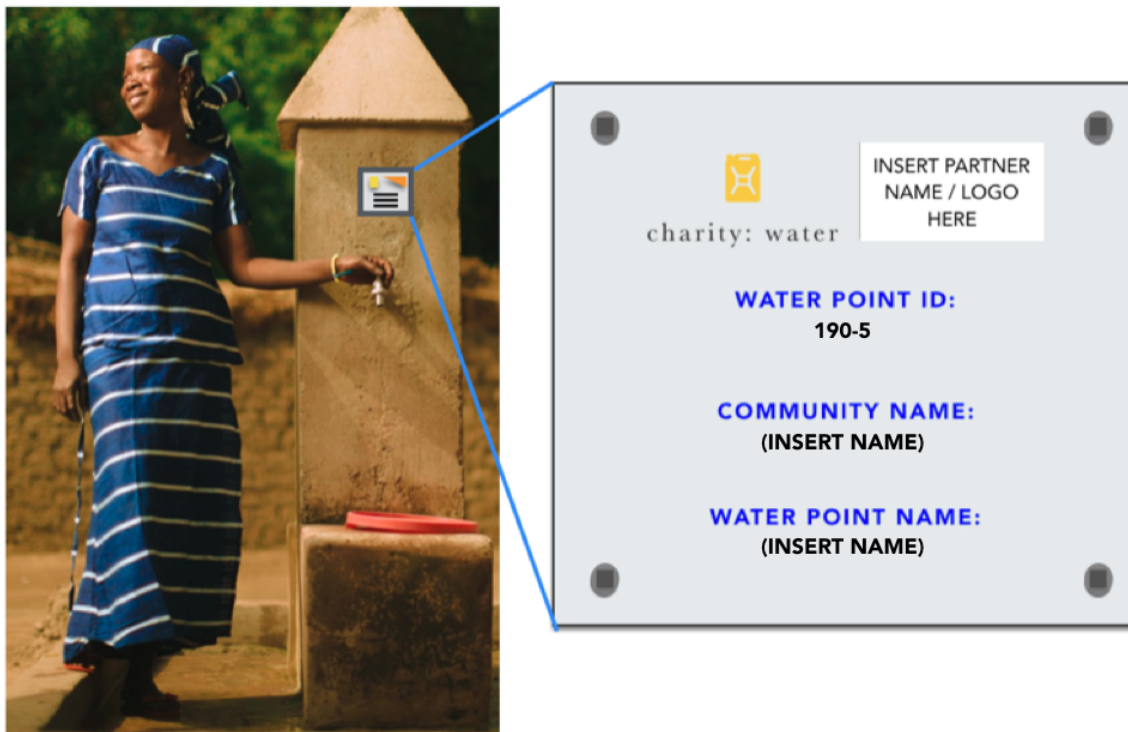 charity: water
INSERT PARTNER
NAME / LOGO
HERE
WATER POINT ID:
190-5
COMMUNITY NAME:
(INSERT NAME)
WATER POINT NAME:
(INSERT NAME)